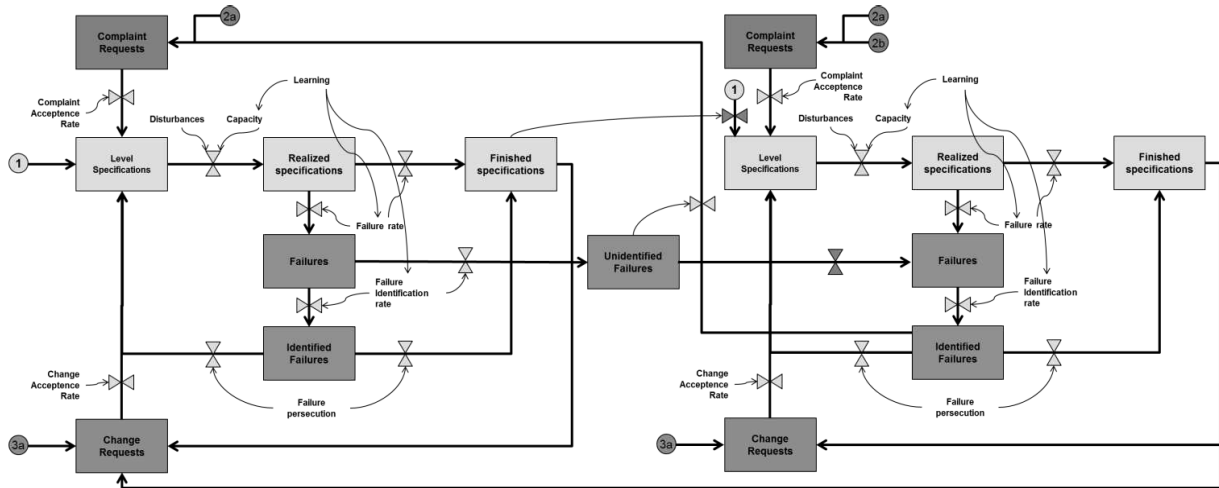 2a
Complaint
Requests
Learning
Complaint
Acceptence
Rate
Disturbances
Capacity
1
Level
Specifications
Realized
specifications
Finished
specifications
Failure rate
Failures
Failure
Identification
rate
Unidentified
Failures
Identified
Failures
Change
Acceptence
Rate
Failure
persecution
3a
Change
Requests
2a
2b
Complaint
Requests
Learning
1
Complaint
Acceptence
Rate
Disturbances
Capacity
Level
Specifications
Realized
specifications
Finished
specifications
Failure rate
Failures
Failure
Identification
rate
Identified
Failures
Change
Acceptence
Rate
Failure
persecution
3a
Change
Requests